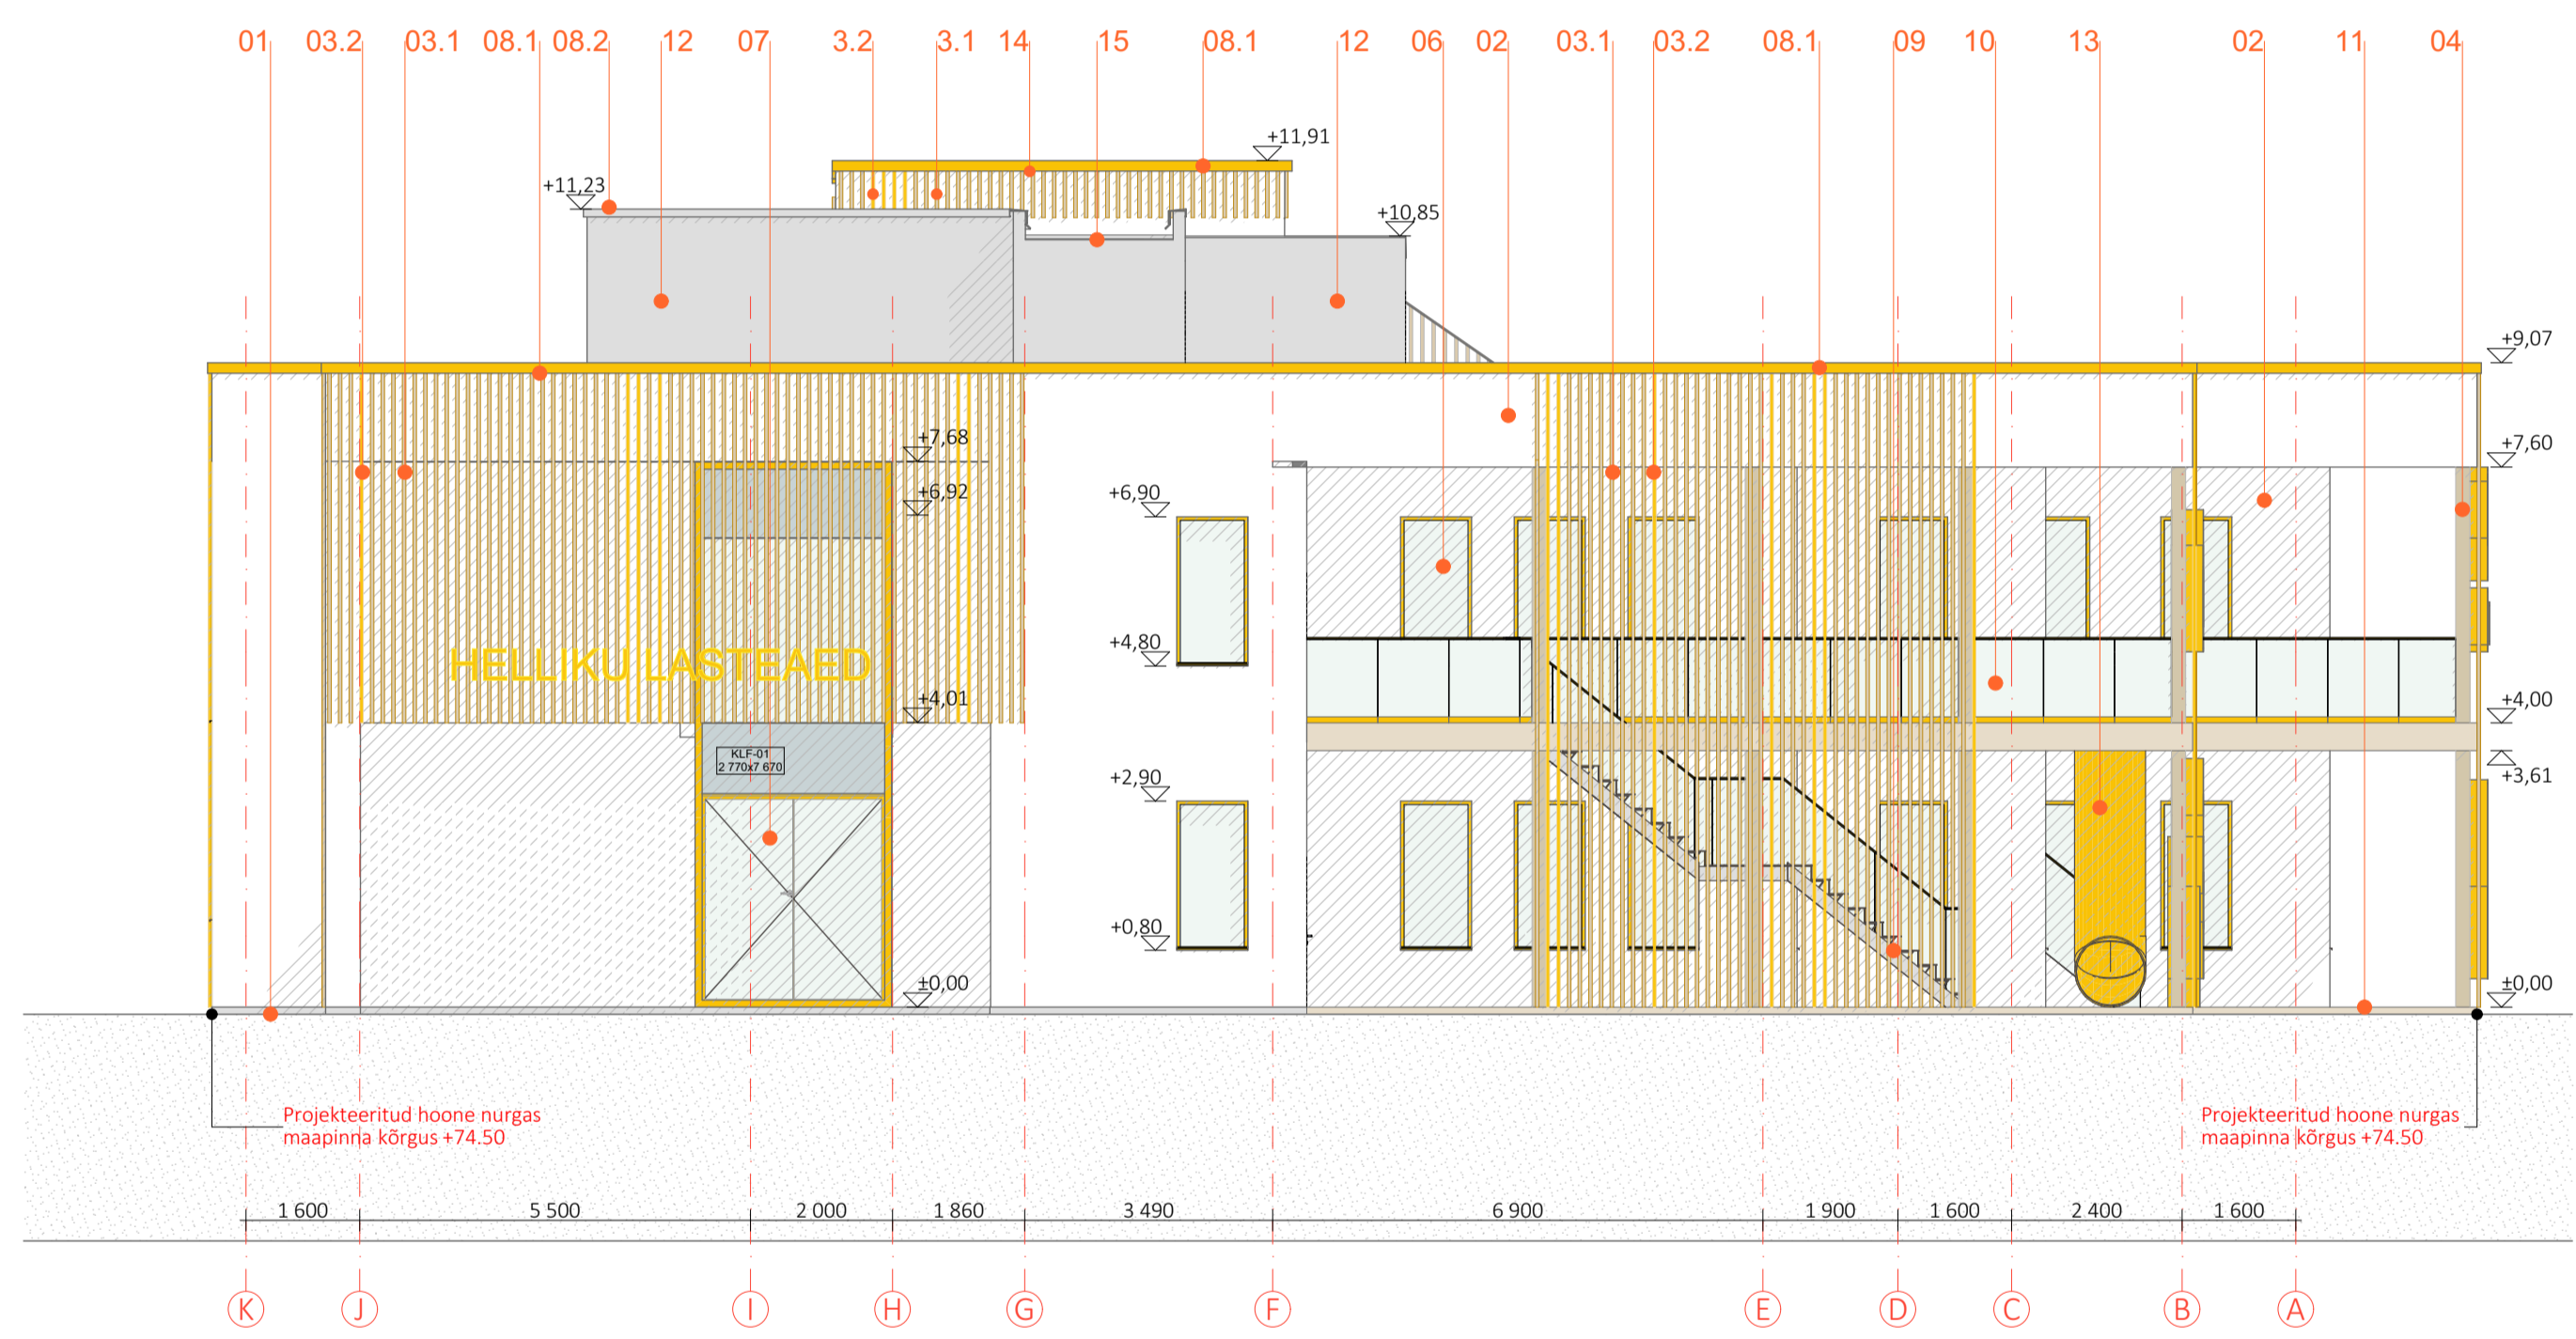 01 03.2 03.1 08.1 08.2 12 07 3.2 3.1 14 15 08.1 12 06 02 03.1 03.2 08.1 09 10 13 02 11 04
+11,91
+11,23
+10,85
+9,07
+7,68
+7,60
+6,92
+6,90
HELLIKU LASTEAED
+4,80
+4,01
+4,00
KLF-01
2 770x7 670
+2,90
+3,61
+0,80
±0,00
±0,00
Projekteeritud hoone nurgas
maapinna kõrgus +74.50
Projekteeritud hoone nurgas
maapinna kõrgus +74.50
1 600 5 500 2 000 1 860 3 490 6 900 1 900 1 600 2 400 1 600
K J I H G F E D C B A